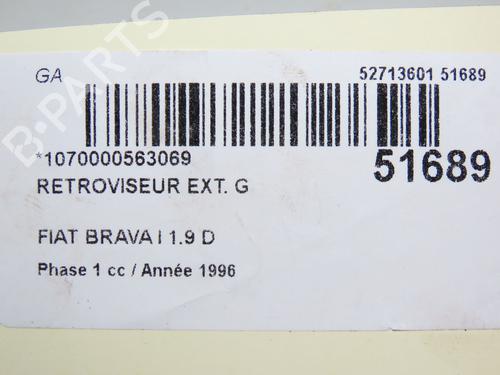 B-PARTS
GA
52713601 51689
*1070000563069
51689
RETROVISEUR EXT. G
FIAT BRAVA I 1.9 D
Phase 1 cc / Année 1996